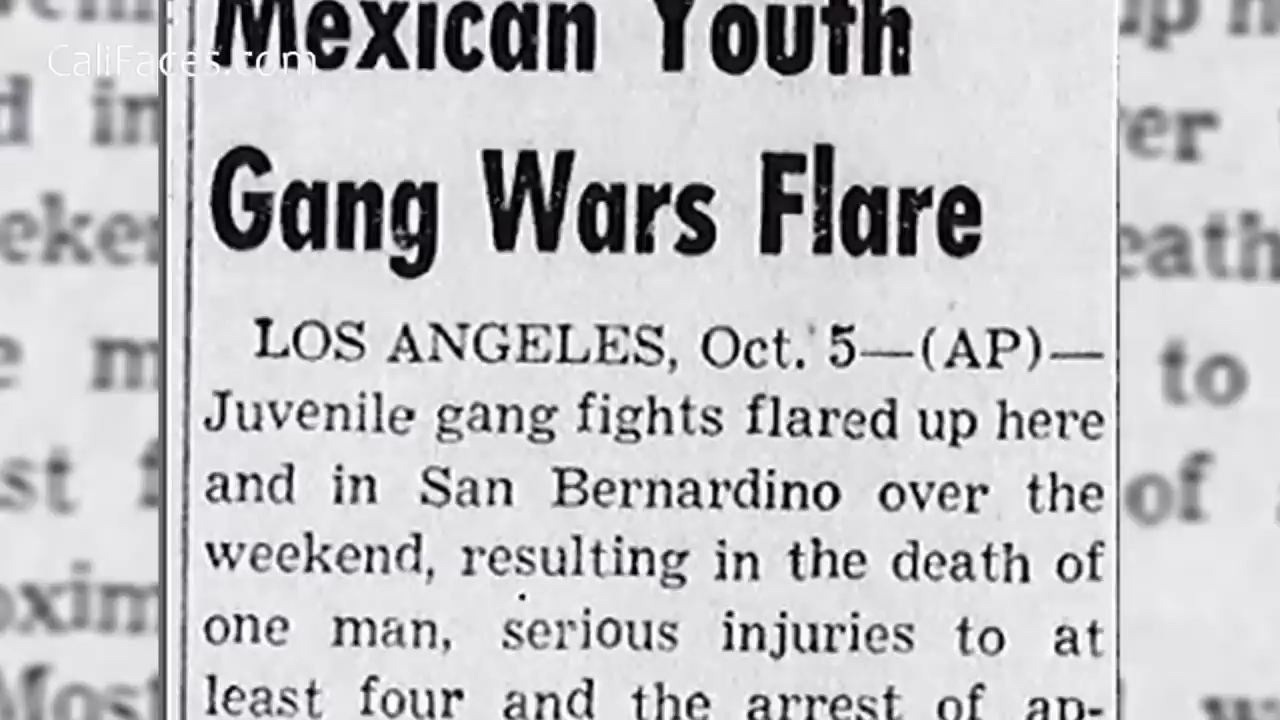 CaliFaces.com
Mexican Youth
Gang Wars Flare
LOS ANGELES, Oct. 5—(AP)—
Juvenile gang fights flared up here
and in San Bernardino over the
weekend, resulting in the death of
one man, serious injuries to at
least four and the arrest of ap-